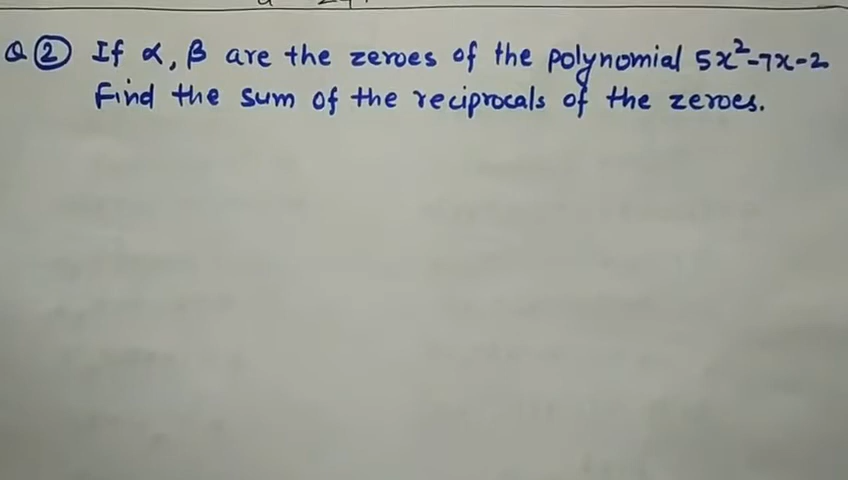 Q ② If α, β are the zeroes of the polynomial 5x²-7x-2
Find the sum of the reciprocals of the zeroes.